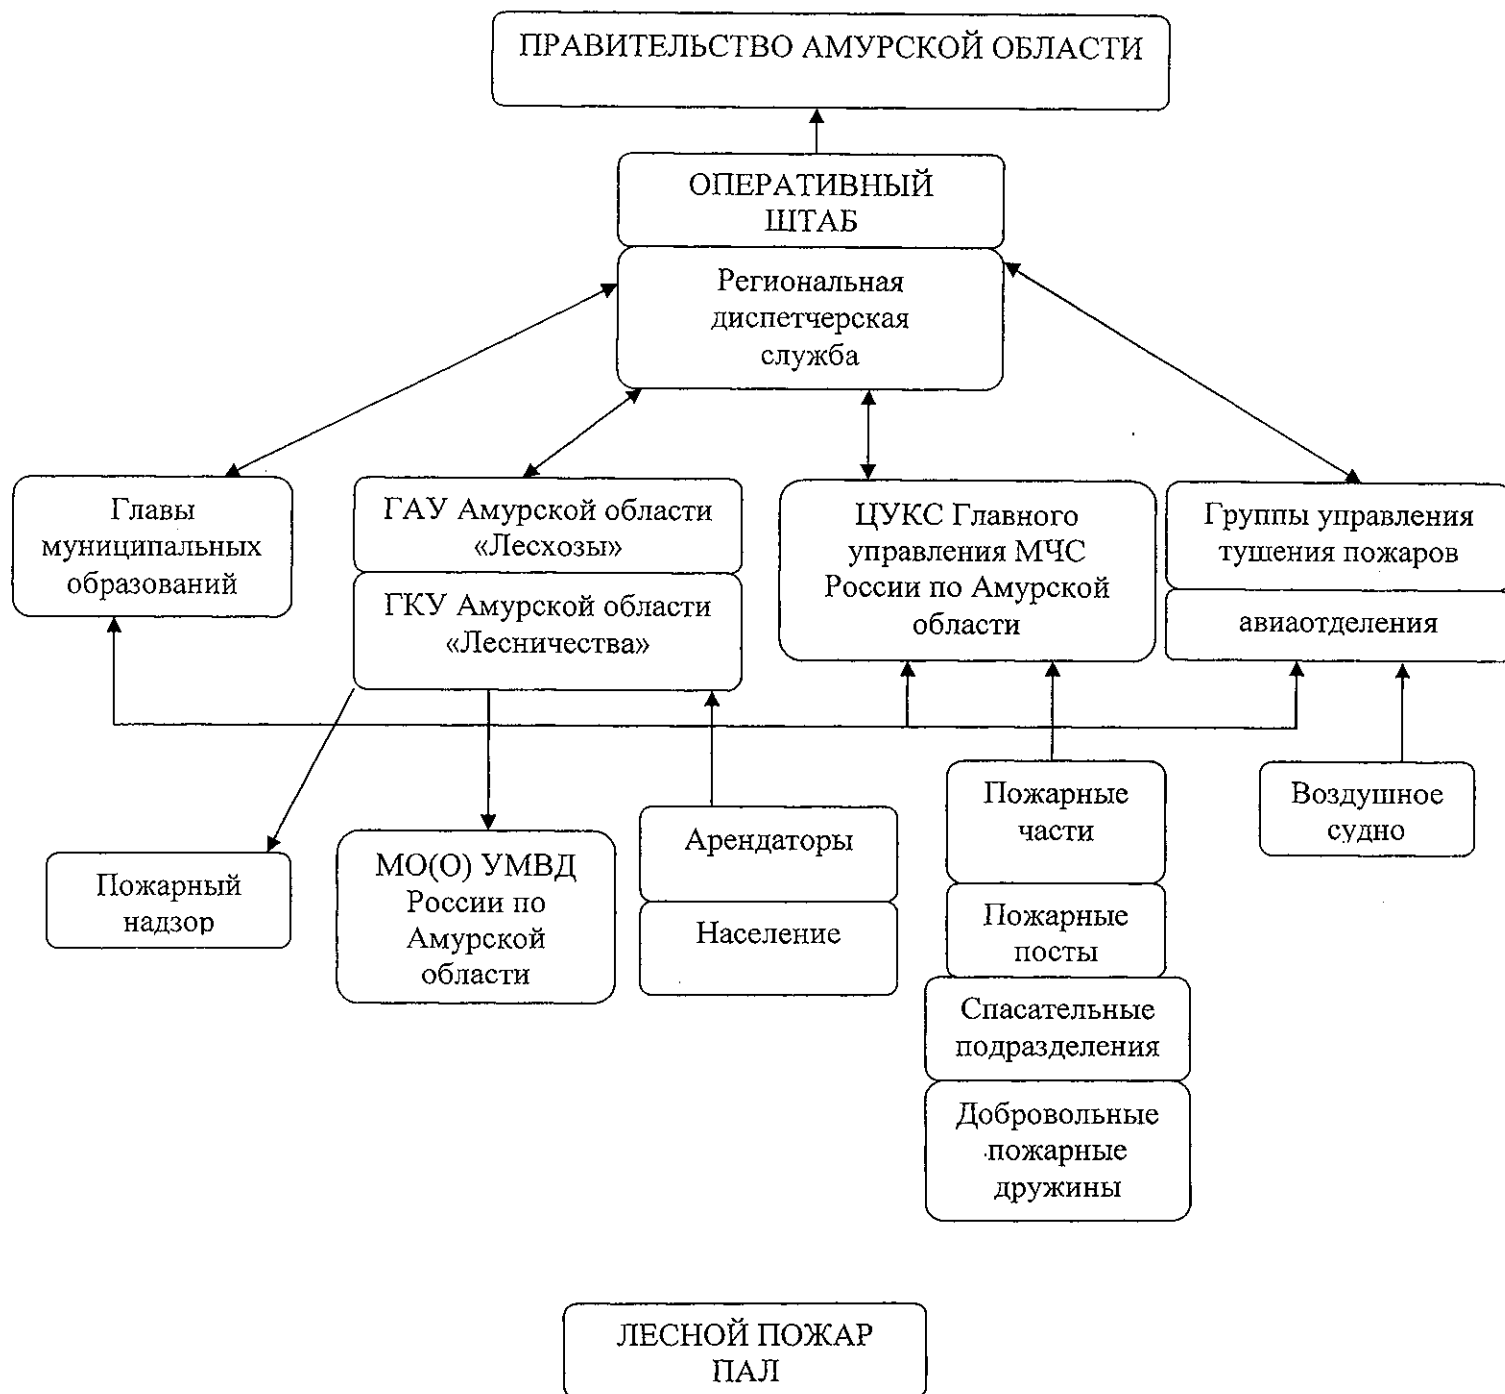 ПРАВИТЕЛЬСТВО АМУРСКОЙ ОБЛАСТИ
ОПЕРАТИВНЫЙ
ШТАБ
Региональная
диспетчерская
служба
Главы
муниципальных
образований
ГАУ Амурской области
«Лесхозы»
ГКУ Амурской области
«Лесничества»
ЦУКС Главного
управления МЧС
России по Амурской
области
Группы управления
тушения пожаров
авиаотделения
Пожарный
надзор
МО(О) УМВД
России по
Амурской
области
Арендаторы
Население
Пожарные
части
Пожарные
посты
Спасательные
подразделения
Добровольные
пожарные
дружины
Воздушное
судно
ЛЕСНОЙ ПОЖАР
ПАЛ